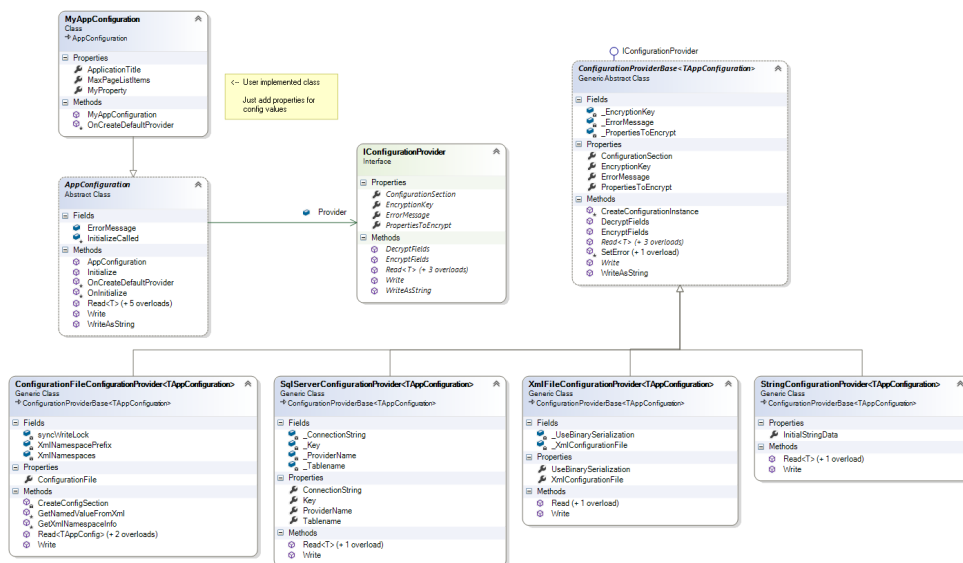 MyAppConfiguration
Class
AppConfiguration
Properties
ApplicationTitle
MaxPageListItems
MyProperty
Methods
MyAppConfiguration
OnCreateDefaultProvider
<-- User implemented class
Just add properties for
config values
AppConfiguration
Abstract Class
Fields
ErrorMessage
InitializeCalled
Methods
AppConfiguration
Initialize
OnCreateDefaultProvider
OnInitialize
Read<T> (+ 5 overloads)
Write
WriteAsString
Provider
IConfigurationProvider
Interface
Properties
ConfigurationSection
EncryptionKey
ErrorMessage
PropertiesToEncrypt
Methods
DecryptFields
EncryptFields
Read<T> (+ 3 overloads)
Write
WriteAsString
IConfigurationProvider
ConfigurationProviderBase<TAppConfiguration>
Generic Abstract Class
Fields
_EncryptionKey
_ErrorMessage
_PropertiesToEncrypt
Properties
ConfigurationSection
EncryptionKey
ErrorMessage
PropertiesToEncrypt
Methods
CreateConfigurationInstance
DecryptFields
EncryptFields
Read<T> (+ 3 overloads)
SetError (+ 1 overload)
Write
WriteAsString
ConfigurationFileConfigurationProvider<TAppConfiguration>
Generic Class
ConfigurationProviderBase<TAppConfiguration>
Fields
syncWriteLock
XmlNamespacePrefix
XmlNamespaces
Properties
ConfigurationFile
Methods
CreateConfigSection
GetNamedValueFromXml
GetXmlNamespaceInfo
Read<TAppConfig> (+ 2 overloads)
Write
SqlServerConfigurationProvider<TAppConfiguration>
Generic Class
ConfigurationProviderBase<TAppConfiguration>
Fields
_ConnectionString
_Key
_ProviderName
_Tablename
Properties
ConnectionString
Key
ProviderName
Tablename
Methods
Read<T> (+ 1 overload)
Write
XmlFileConfigurationProvider<TAppConfiguration>
Generic Class
ConfigurationProviderBase<TAppConfiguration>
Fields
_UseBinarySerialization
_XmlConfigurationFile
Properties
UseBinarySerialization
XmlConfigurationFile
Methods
Read (+ 1 overload)
Write
StringConfigurationProvider<TAppConfiguration>
Generic Class
ConfigurationProviderBase<TAppConfiguration>
Properties
InitialStringData
Methods
Read<T> (+ 1 overload)
Write